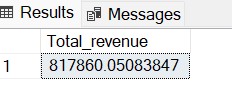 Results Messages
Total_revenue
1 817860.05083847